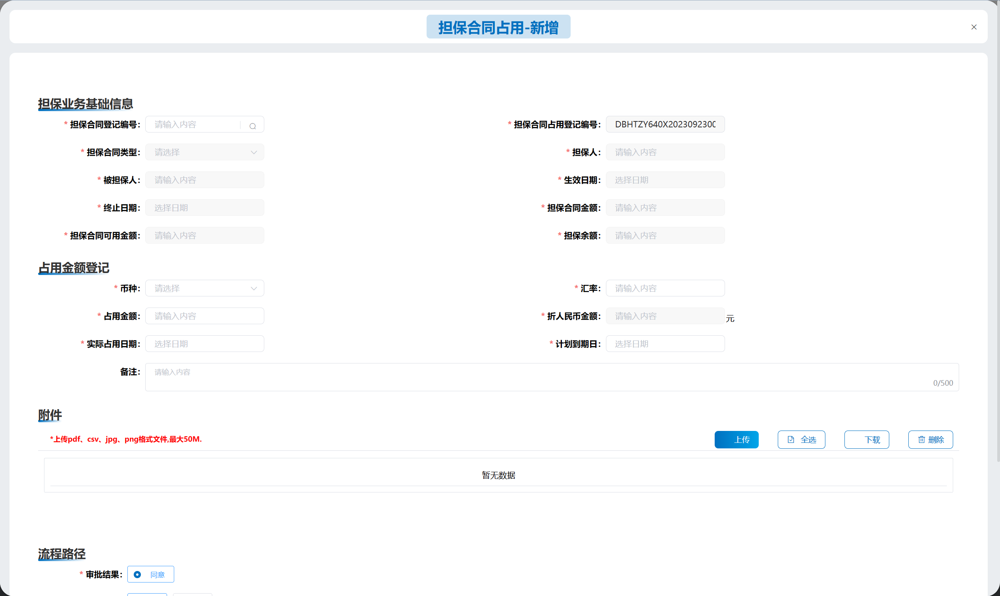 担保合同占用-新增
担保业务基础信息
* 担保合同登记编号: 请输入内容
* 担保合同占用登记编号: DBHTZY640X202309230
* 担保合同类型: 请选择
* 担保人: 请输入内容
* 被担保人: 请输入内容
* 生效日期: 选择日期
* 终止日期: 选择日期
* 担保合同金额: 请输入内容
* 担保合同可用金额: 请输入内容
* 担保余额: 请输入内容
占用金额登记
* 币种: 请选择
* 汇率: 请输入内容
* 占用金额: 请输入内容
* 折人民币金额: 请输入内容 元
* 实际占用日期: 选择日期
* 计划到期日: 选择日期
备注: 请输入内容
0/500
附件
*上传pdf、csv、jpg、png格式文件,最大50M.
上传 全选 下载 删除
暂无数据
流程路径
* 审批结果: 同意